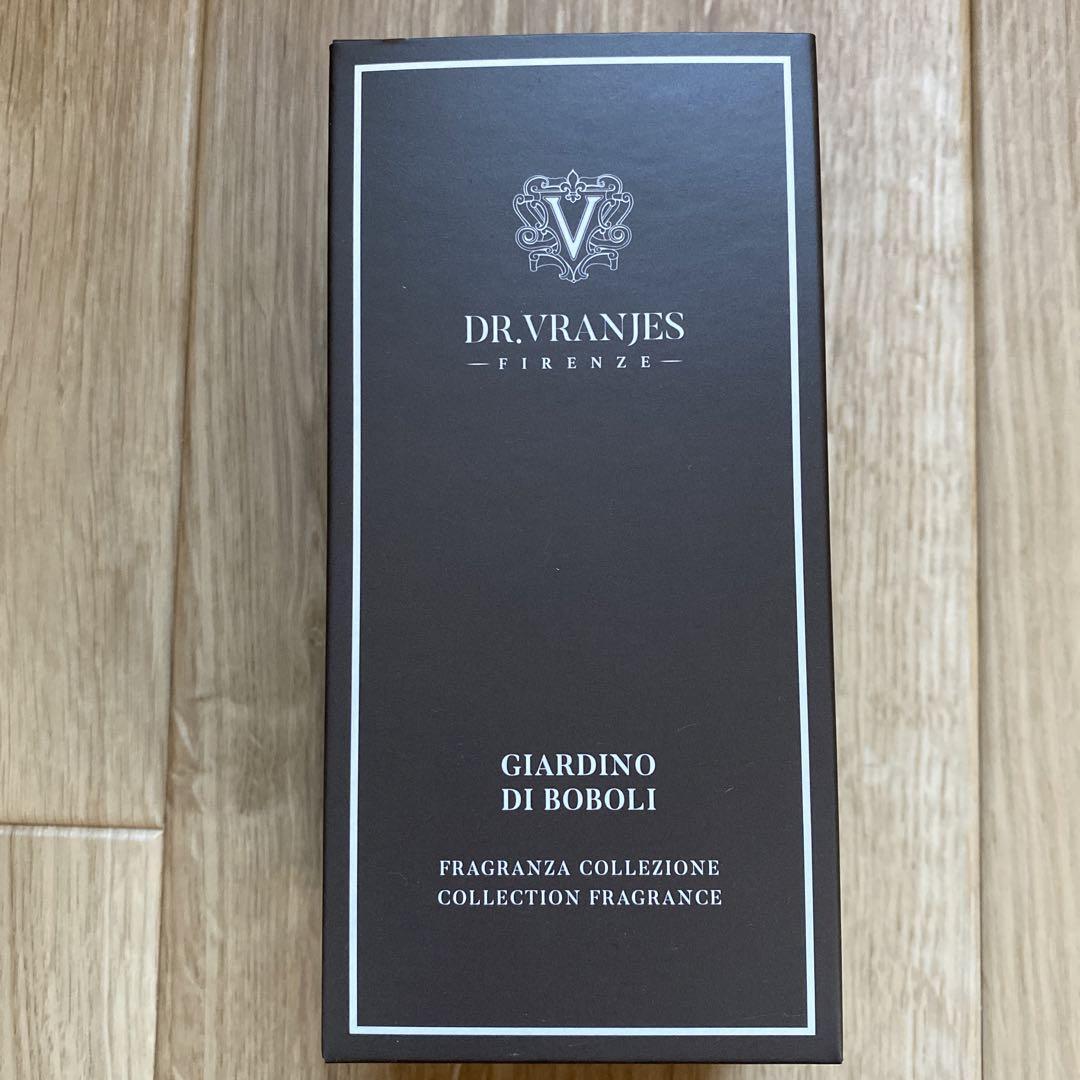 V
DR.VRANJES
FIRENZE
GIARDINO
DI BOBOLI
FRAGRANZA COLLEZIONE
COLLECTION FRAGRANCE